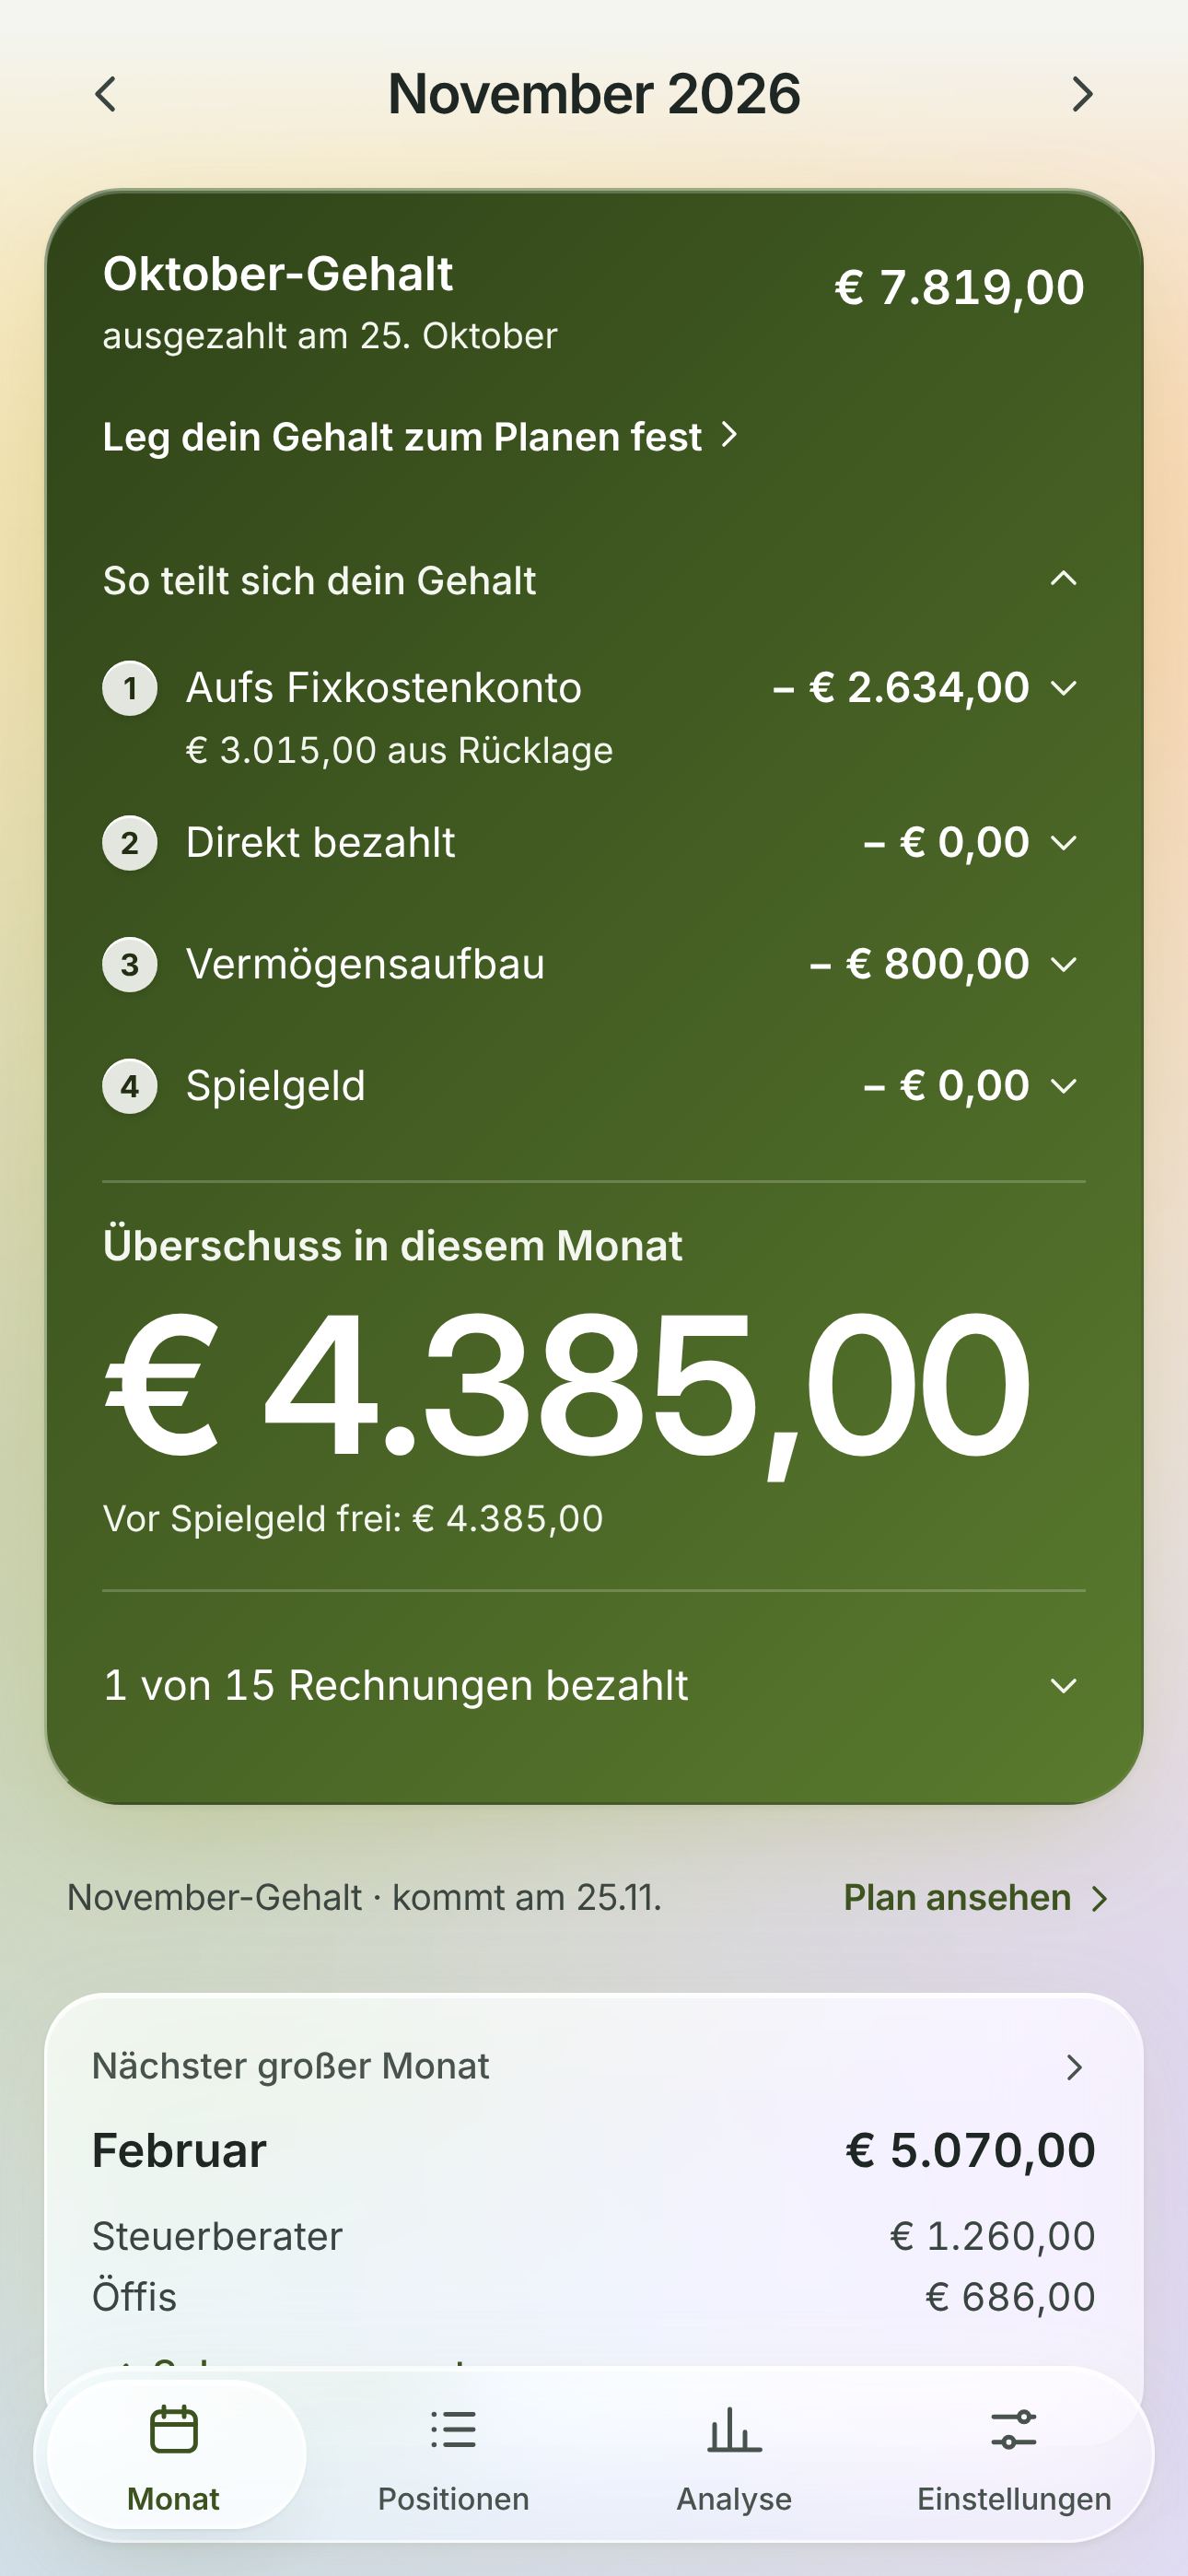 November 2026
Oktober-Gehalt
€ 7.819,00
ausgezahlt am 25. Oktober
Leg dein Gehalt zum Planen fest
So teilt sich dein Gehalt
1 Aufs Fixkostenkonto – € 2.634,00
€ 3.015,00 aus Rücklage
2 Direkt bezahlt – € 0,00
3 Vermögensaufbau – € 800,00
4 Spielgeld – € 0,00
Überschuss in diesem Monat
€ 4.385,00
Vor Spielgeld frei: € 4.385,00
1 von 15 Rechnungen bezahlt
November-Gehalt · kommt am 25.11. Plan ansehen
Nächster großer Monat
Februar € 5.070,00
Steuerberater € 1.260,00
Öffis € 686,00
Monat Positionen Analyse Einstellungen